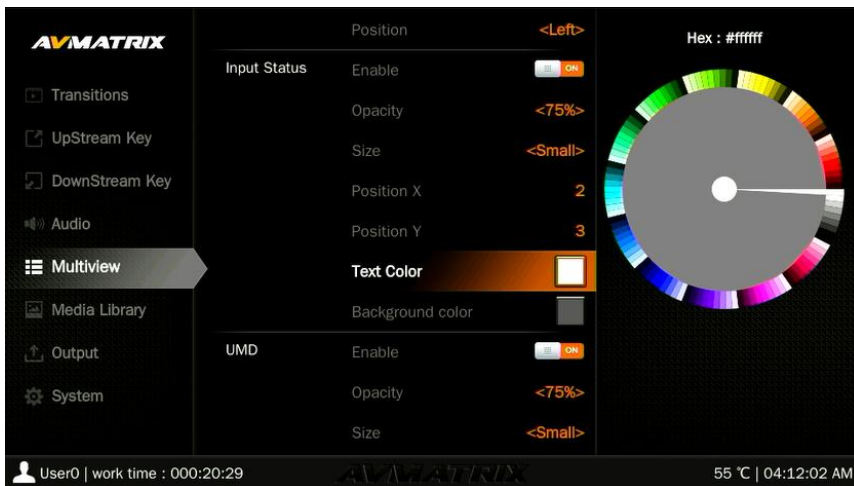 AVMATRIX
Transitions
UpStream Key
DownStream Key
Audio
Multiview
Media Library
Output
System
Position <Left>
Input Status Enable ON
Opacity <75%>
Size <Small>
Position X 2
Position Y 3
Text Color
Background color
UMD Enable ON
Opacity <75%>
Size <Small>
Hex : #ffffff
User0 | work time : 000:20:29
AVMATRIX
55 ℃ | 04:12:02 AM